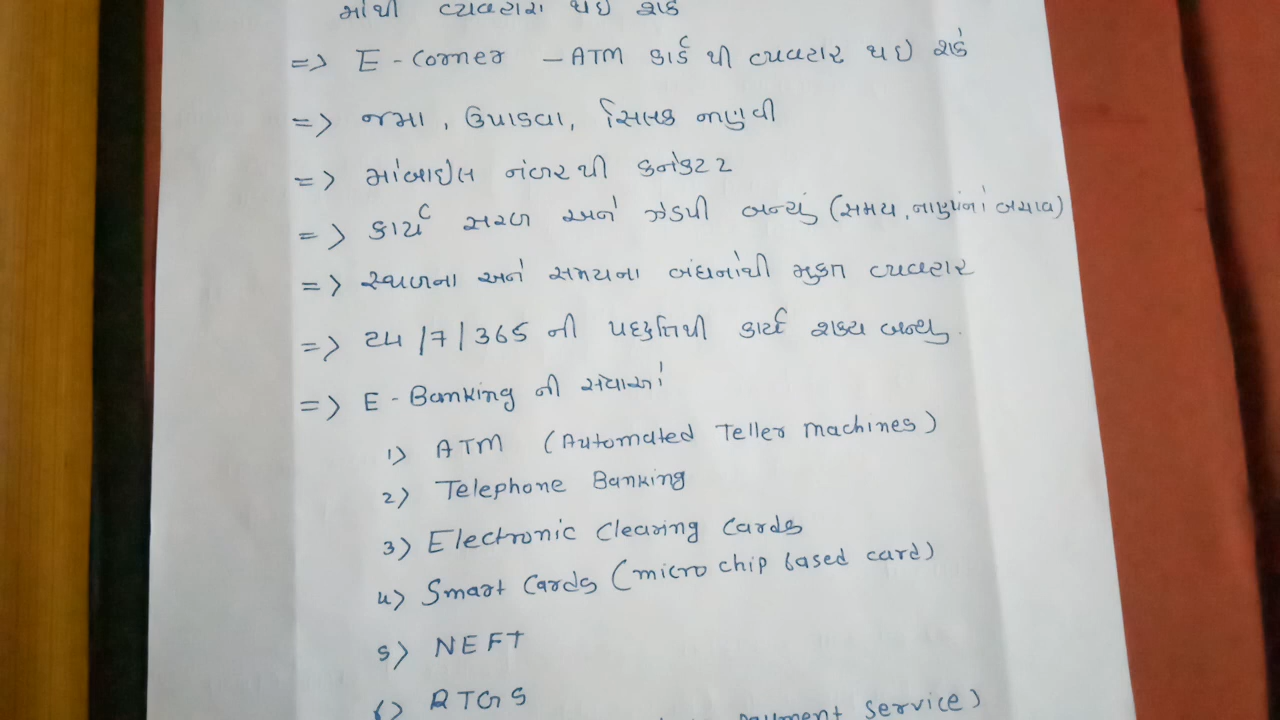 માંથી વ્યવહારો થઇ શકે
=> E - Corner - ATM કાર્ડ થી વ્યવહાર થઇ શકે
=> જમા , ઉપાડવા, સિલક જાણવી
=> મોબાઇલ નંબર થી કનેક્ટ
=> કાર્ય સરળ અને ઝડપી બન્યું (સમય, નાણાંનો બચાવ)
=> સ્થળના અને સમયના બંધનોથી મુક્ત વ્યવહાર
=> 24 /7 / 365 ની પદ્ધતિથી કાર્ય શક્ય બન્યુ.
=> E - Banking ની સેવાઓ
1) ATM (Automated Teller Machines)
2) Telephone Banking
3) Electronic Clearing Cards
4) Smart Cards (micro chip based card)
5) NEFT
6) RTGS
Payment Service)